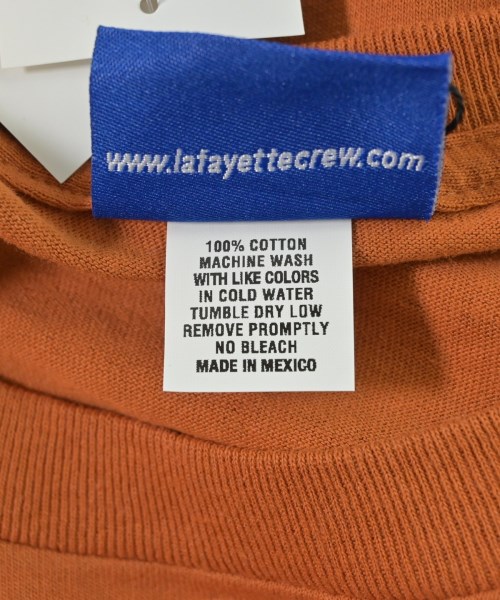 www.lafayettecrew.com
100% COTTON
MACHINE WASH
WITH LIKE COLORS
IN COLD WATER
TUMBLE DRY LOW
REMOVE PROMPTLY
NO BLEACH
MADE IN MEXICO